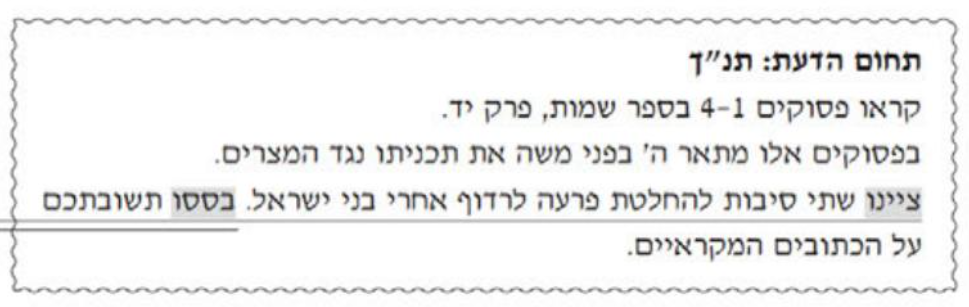 תחום הדעת: תנ״ך
קראו פסוקים 4-1 בספר שמות, פרק יד.
בפסוקים אלו מתאר ה׳ בפני משה את תכניתו נגד המצרים.
ציינו שתי סיבות להחלטת פרעה לרדוף אחרי בני ישראל. בססו תשובתכם
על הכתובים המקראיים.